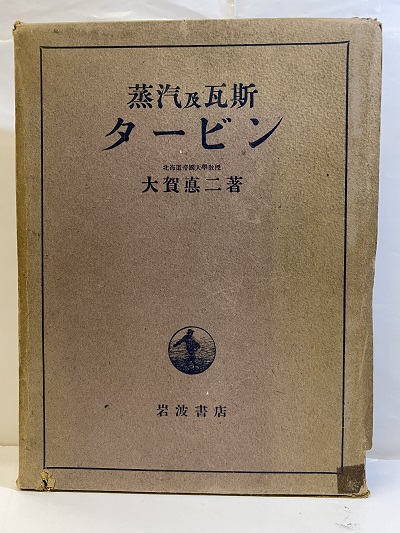 蒸汽及瓦斯
タービン
北海道帝國大學教授
大賀悳二著
岩波書店